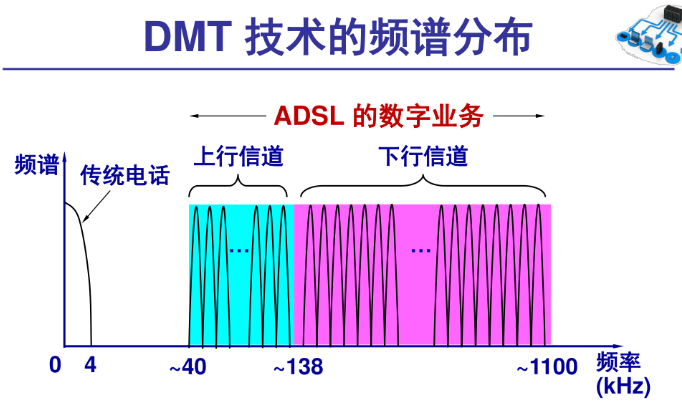 DMT 技术的频谱分布
ADSL 的数字业务
上行信道
下行信道
频谱
传统电话
...
...
0
4
~40
~138
~1100
频率
(kHz)